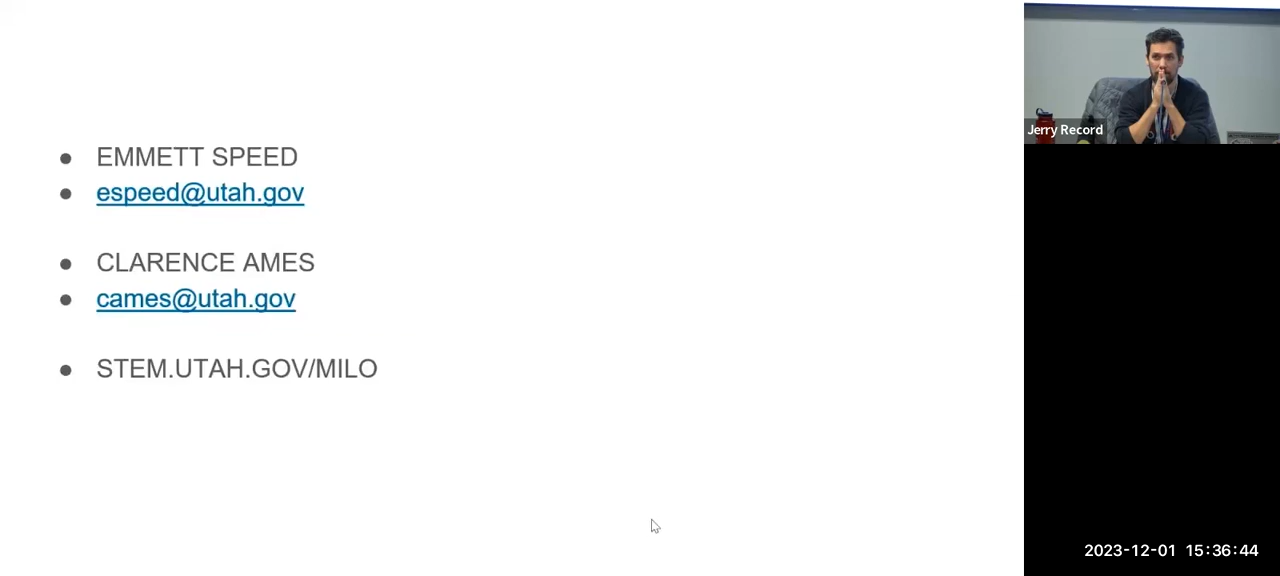 EMMETT SPEED
espeed@utah.gov
CLARENCE AMES
cames@utah.gov
STEM.UTAH.GOV/MILO
Jerry Record
2023-12-01 15:36:44